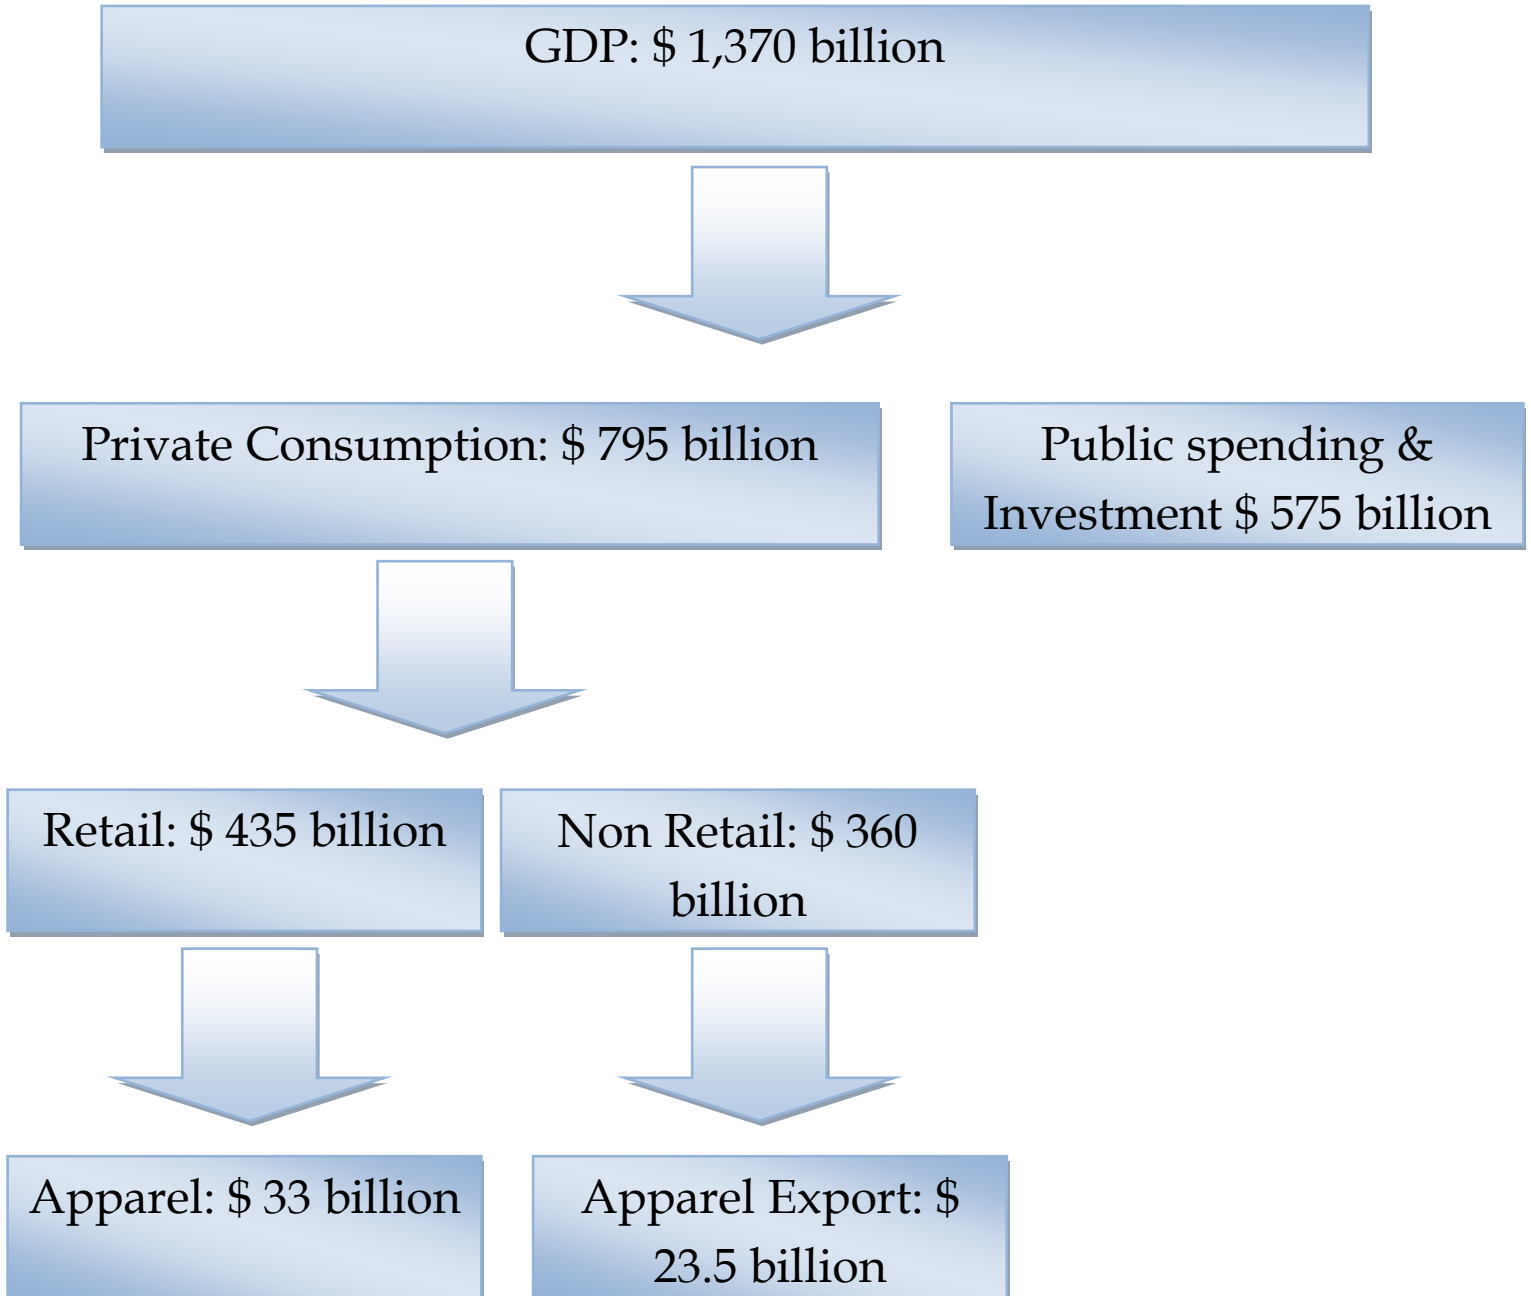 GDP: $ 1,370 billion
Private Consumption: $ 795 billion
Public spending &
Investment $ 575 billion
Retail: $ 435 billion
Non Retail: $ 360
billion
Apparel: $ 33 billion
Apparel Export: $
23.5 billion